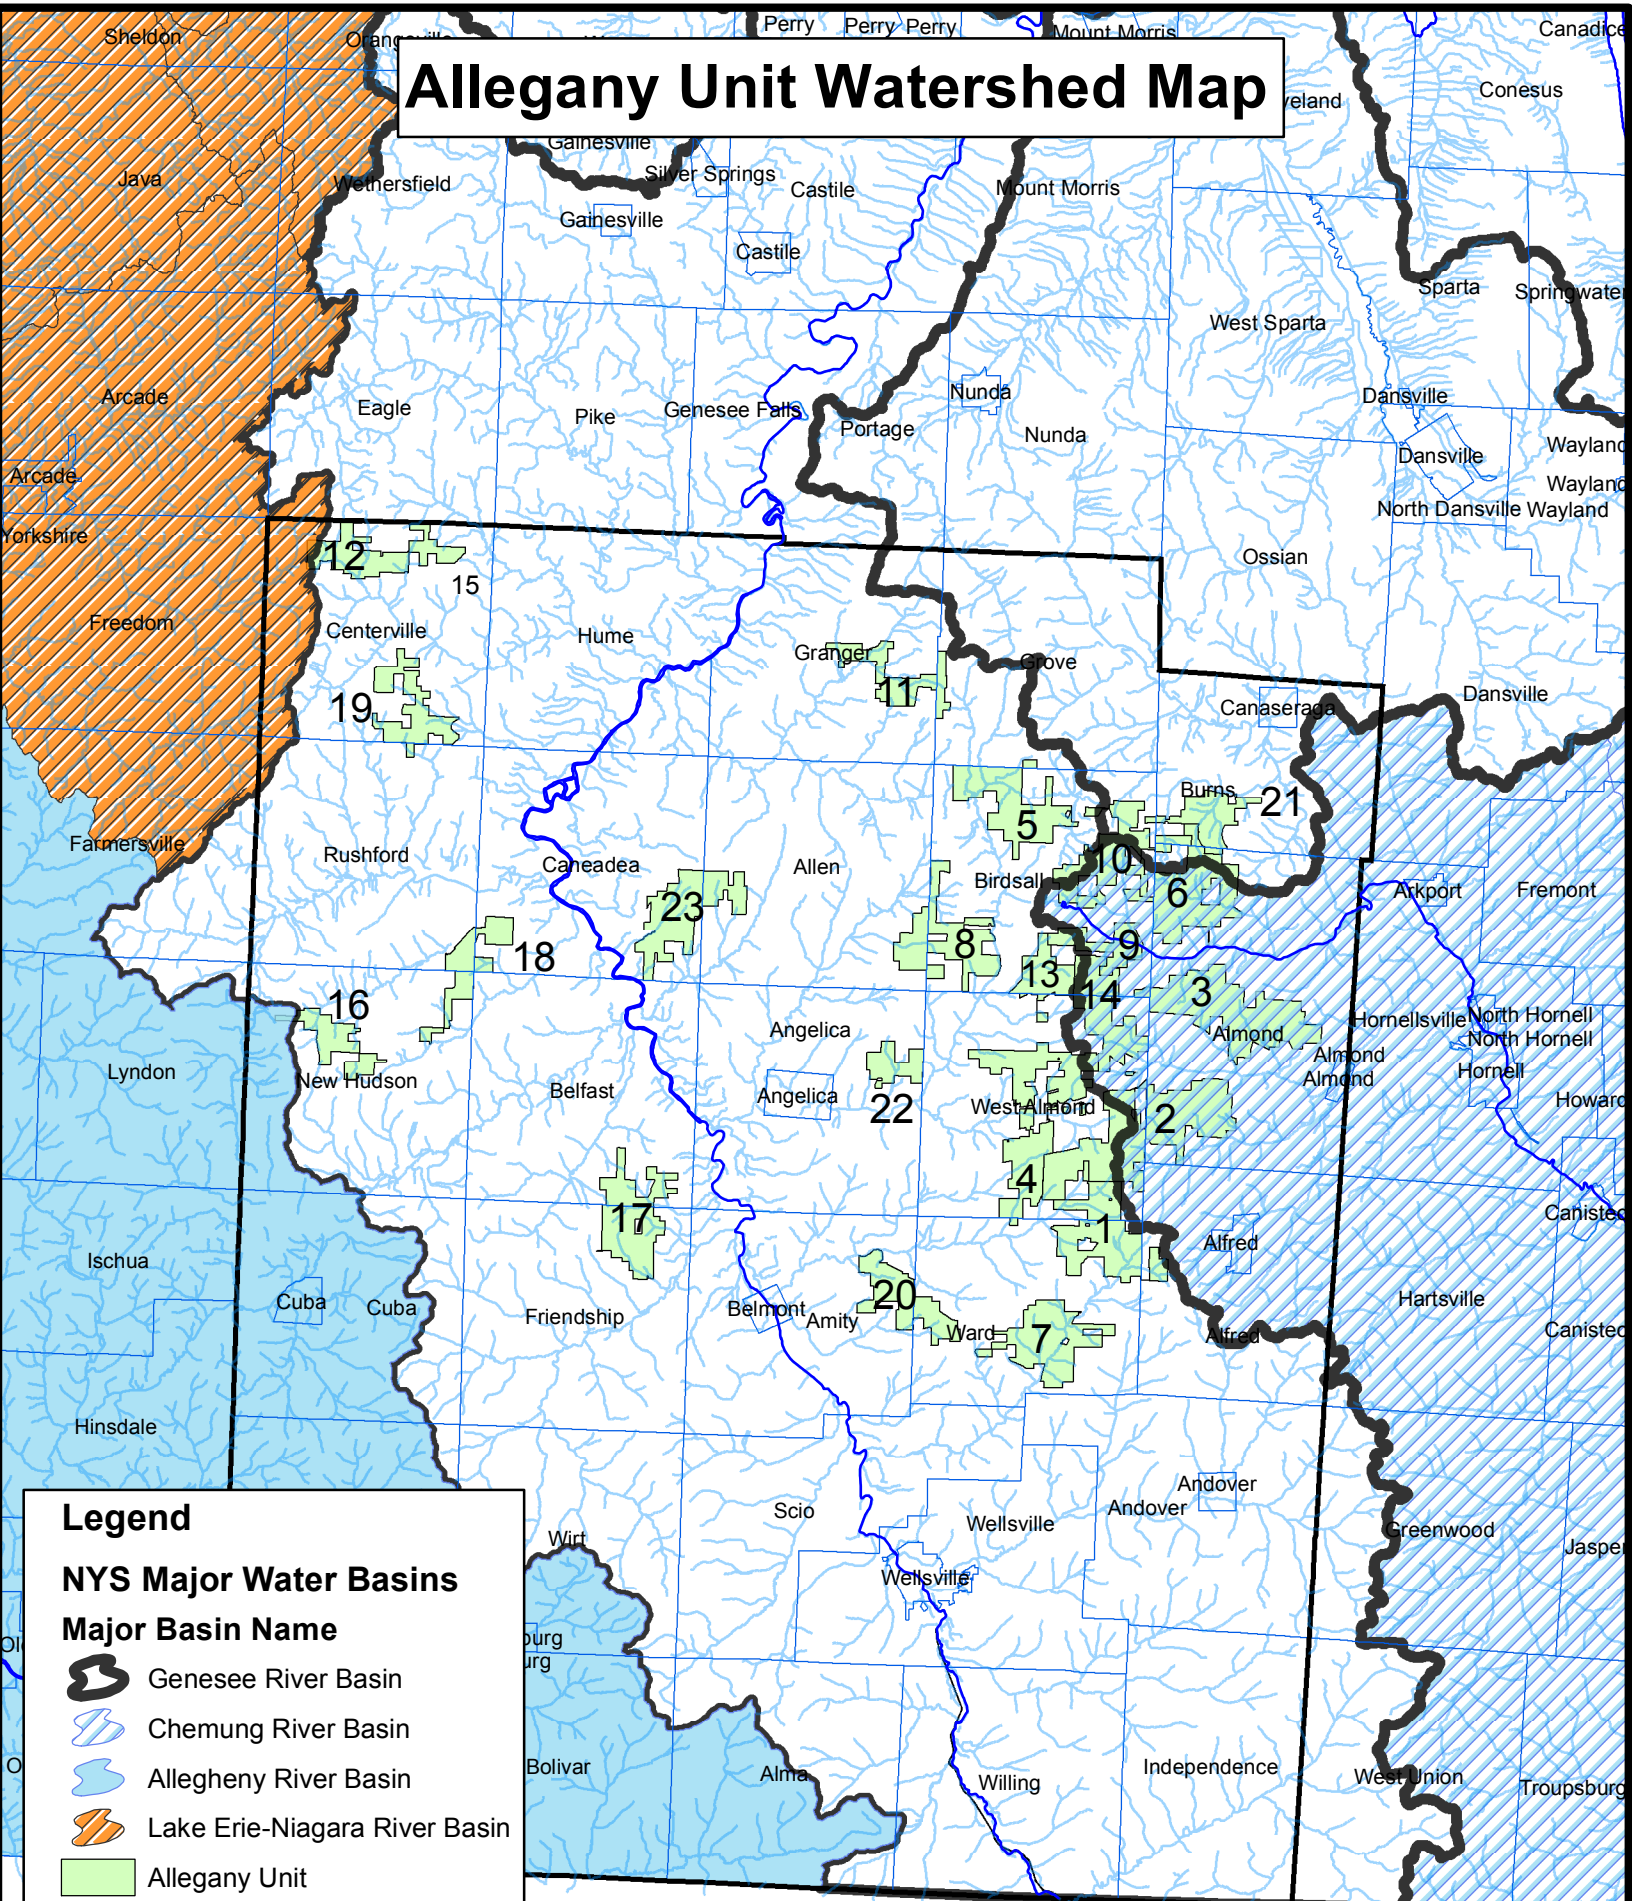 Perry
Perry Perry
Mount Morris
Canadice
Sheldon
Allegany Unit Watershed Map
Conesus
Gainesville
Silver Springs
Java
Wethersfield
Castile
Mount Morris
Gainesville
Castile
Sparta
Springwater
West Sparta
Arcade
Eagle
Pike
Genesee Falls
Nunda
Dansville
Portage
Nunda
Wayland
Dansville
Arcade
Wayland
North Dansville
Wayland
Yorkshire
12
Ossian
15
Freedom
Centerville
Hume
Granger
Grove
11
19
Canaseraga
Dansville
Burns
21
5
Farmersville
Rushford
Caneadea
Allen
10
Birdsall
6
Arkport
Fremont
23
18
8
9
13
14
3
16
Angelica
Almond
Hornellsville
North Hornell
North Hornell
Almond
Almond
Lyndon
New Hudson
Belfast
Angelica
22
West Almond
Hornell
Howard
2
4
17
1
Canisteo
Alfred
Ischua
Cuba
Cuba
Friendship
Belmont
Amity
20
Ward
7
Alfred
Hartsville
Canisteo
Hinsdale
Scio
Wellsville
Andover
Andover
Greenwood
Jasper
Wirt
Wellsville
Legend
NYS Major Water Basins
Major Basin Name
Genesee River Basin
Chemung River Basin
Allegheny River Basin
Lake Erie-Niagara River Basin
Allegany Unit
burg
urg
Bolivar
Alma
Willing
Independence
West Union
Troupsburg